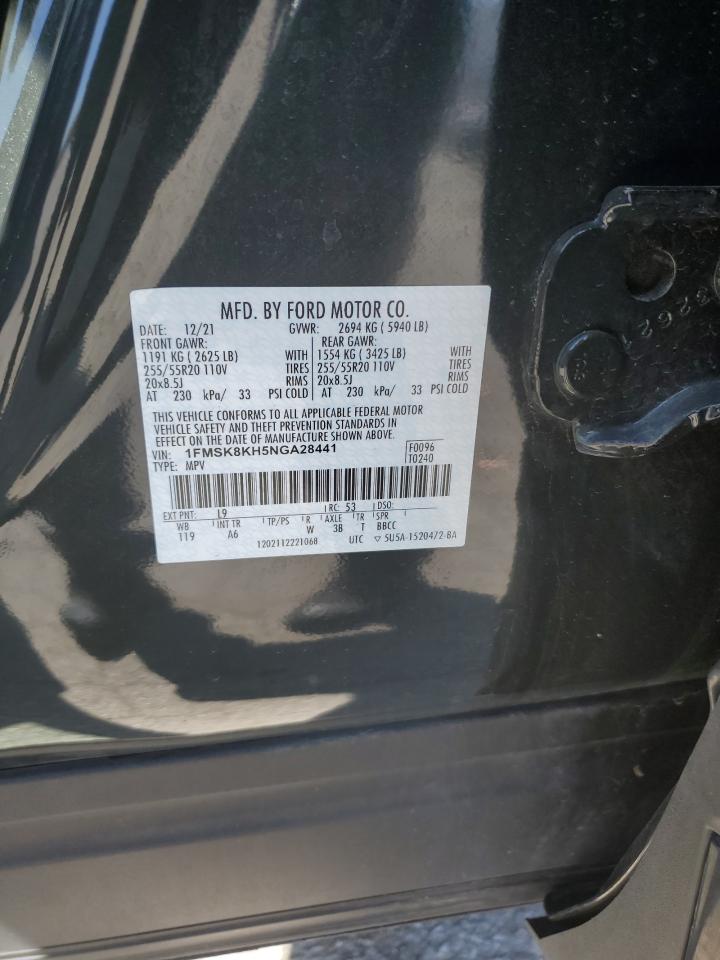 MFD. BY FORD MOTOR CO.
DATE: 12/21 GVWR: 2694 KG ( 5940 LB)
FRONT GAWR: REAR GAWR:
1191 KG ( 2625 LB) WITH 1554 KG ( 3425 LB) WITH
255/55R20 110V TIRES 255/55R20 110V TIRES
20x8.5J RIMS 20x8.5J RIMS
AT 230 kPa/ 33 PSI COLD AT 230 kPa/ 33 PSI COLD
THIS VEHICLE CONFORMS TO ALL APPLICABLE FEDERAL MOTOR
VEHICLE SAFETY AND THEFT PREVENTION STANDARDS IN
EFFECT ON THE DATE OF MANUFACTURE SHOWN ABOVE.
VIN: 1FMSK8KH5NGA28441 F0096
TYPE: MPV T0240
EXT PNT: L9 RC: 53 DSO:
WB INT TR TP/PS R AXLE TR SPR
119 A6 W 3B T BBCC
1202112221068 UTC ▽ 5U5A-1520472-BA